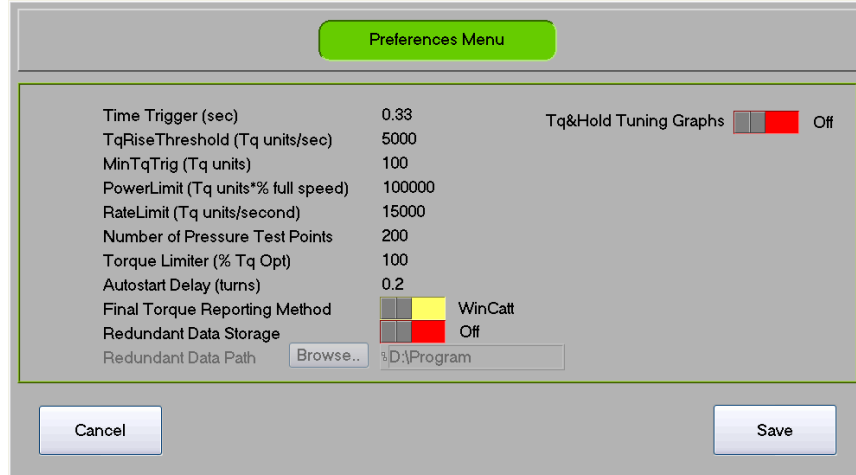 Preferences Menu
Time Trigger (sec) 0.33
Tq&Hold Tuning Graphs Off
TqRiseThreshold (Tq units/sec) 5000
MinTqTrig (Tq units) 100
PowerLimit (Tq units*% full speed) 100000
RateLimit (Tq units/second) 15000
Number of Pressure Test Points 200
Torque Limiter (% Tq Opt) 100
Autostart Delay (turns) 0.2
Final Torque Reporting Method WinCatt
Redundant Data Storage Off
Redundant Data Path Browse.. % D:\Program
Cancel Save